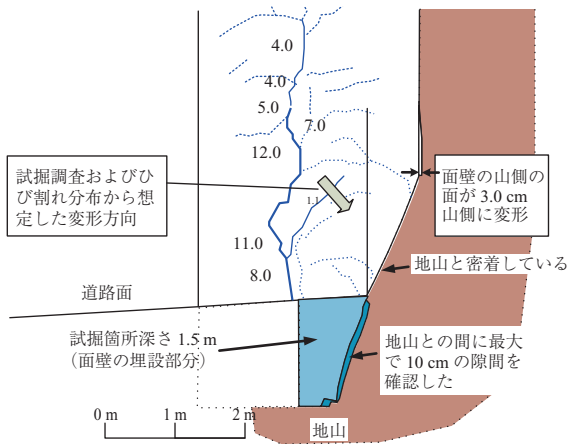 4.0
4.0
5.0
7.0
12.0
試掘調査およびひ
び割れ分布から想
定した変形方向
1.1
面壁の山側の
面が 3.0 cm
山側に変形
11.0
8.0
地山と密着している
道路面
試掘箇所深さ 1.5 m
（面壁の埋設部分）
地山との間に最大
で 10 cm の隙間を
確認した
0 m
1 m
2 m
地山